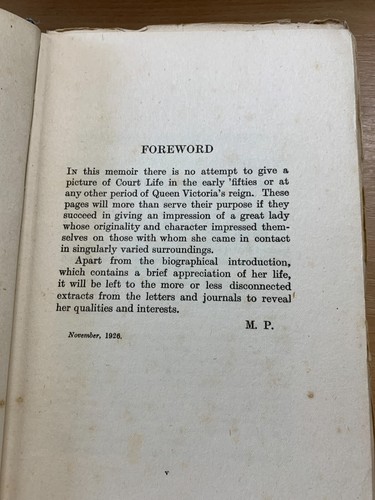 FOREWORD
In this memoir there is no attempt to give a
picture of Court Life in the early 'fifties or at
any other period of Queen Victoria's reign. These
pages will more than serve their purpose if they
succeed in giving an impression of a great lady
whose originality and character impressed them-
selves on those with whom she came in contact
in singularly varied surroundings.
Apart from the biographical introduction,
which contains a brief appreciation of her life,
it will be left to the more or less disconnected
extracts from the letters and journals to reveal
her qualities and interests.
M. P.
November, 1926.
v